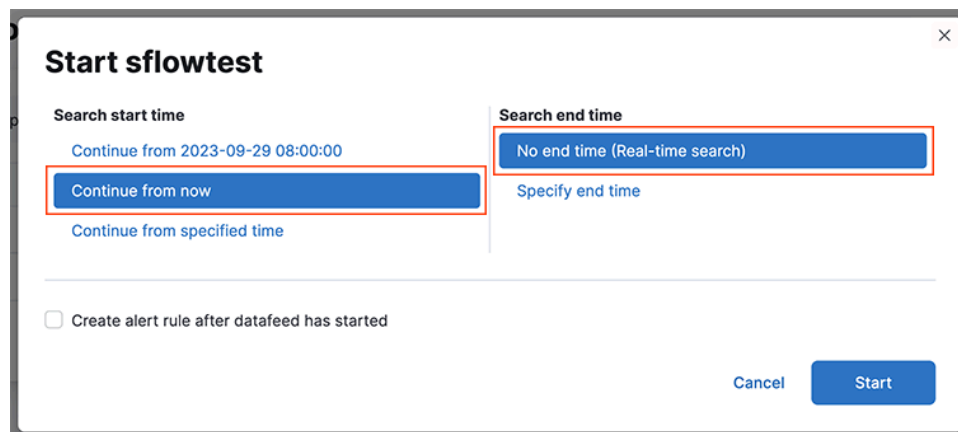 Start sflowtest
Search start time
Continue from 2023-09-29 08:00:00
Continue from now
Continue from specified time
Search end time
No end time (Real-time search)
Specify end time
Create alert rule after datafeed has started
Cancel
Start